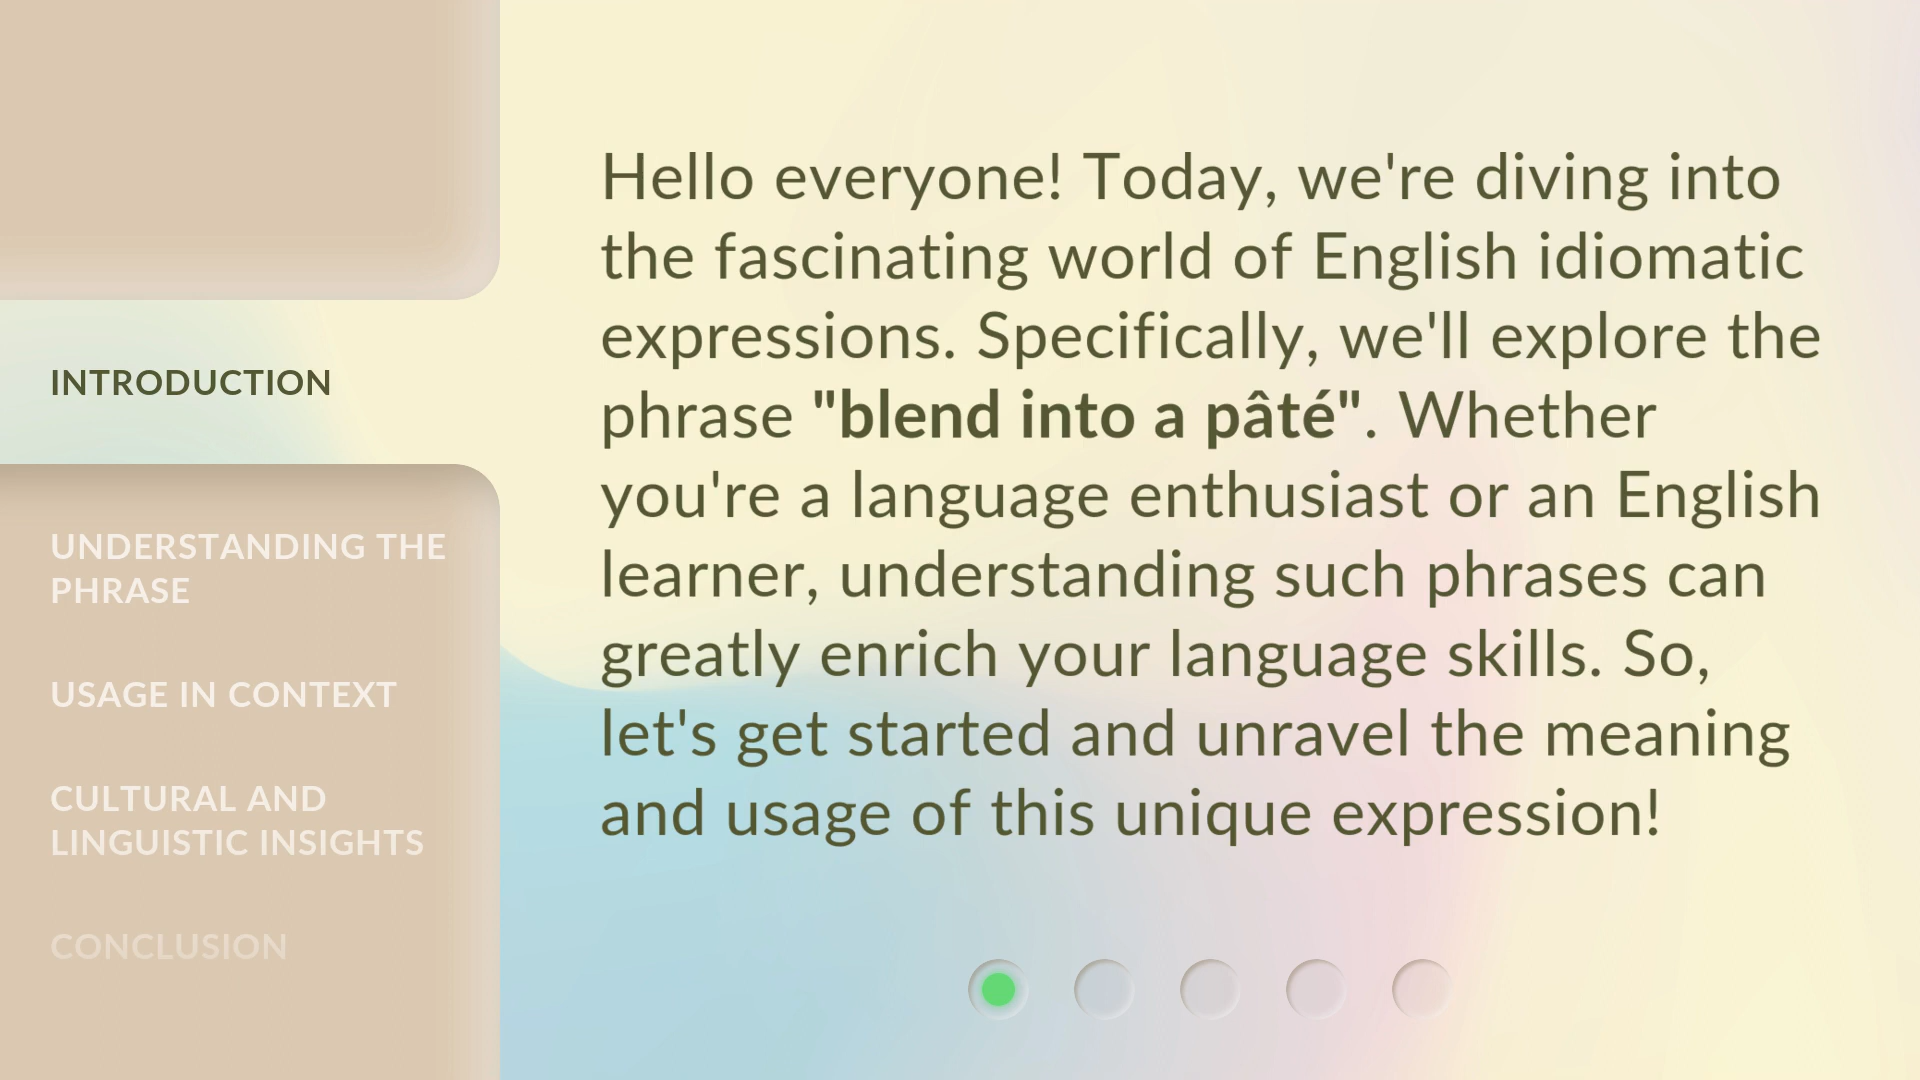 INTRODUCTION
UNDERSTANDING THE
PHRASE
USAGE IN CONTEXT
CULTURAL AND
LINGUISTIC INSIGHTS
CONCLUSION
Hello everyone! Today, we're diving into
the fascinating world of English idiomatic
expressions. Specifically, we'll explore the
phrase "blend into a pâté". Whether
you're a language enthusiast or an English
learner, understanding such phrases can
greatly enrich your language skills. So,
let's get started and unravel the meaning
and usage of this unique expression!